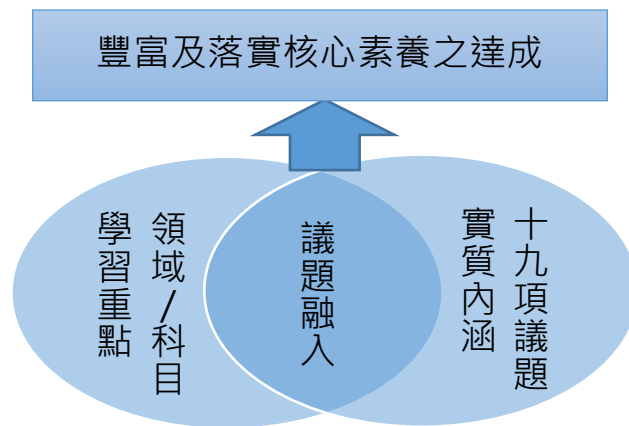 豐富及落實核心素養之達成
領域/科目
學習重點
議題融入
十九項議題
實質內涵